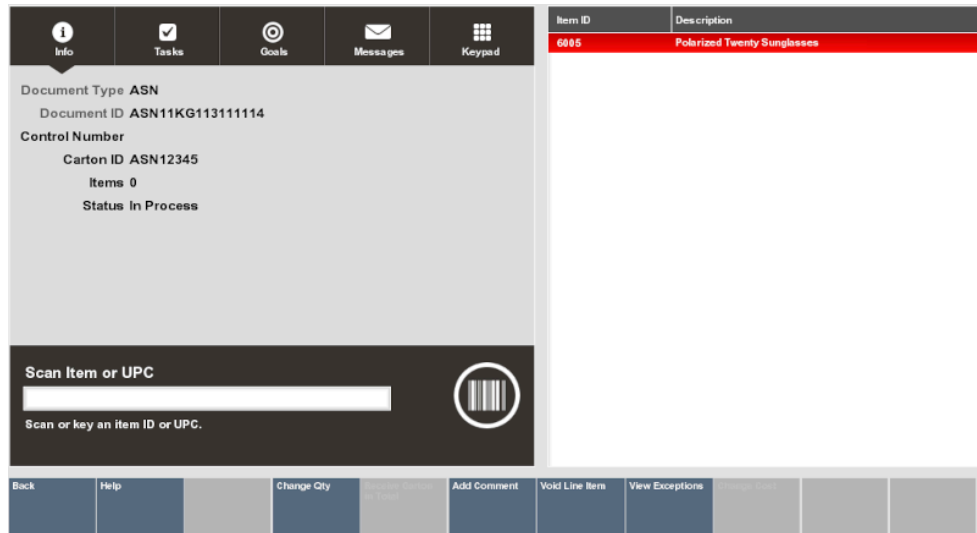 Info
Tasks
Goals
Messages
Keypad
Document Type ASN
Document ID ASN11KG113111114
Control Number
Carton ID ASN12345
Items 0
Status In Process
Scan Item or UPC
Scan or key an item ID or UPC.
Item ID Description
6005 Polarized Twenty Sunglasses
Back
Help
Change Qty
Add Comment
Void Line Item
View Exceptions